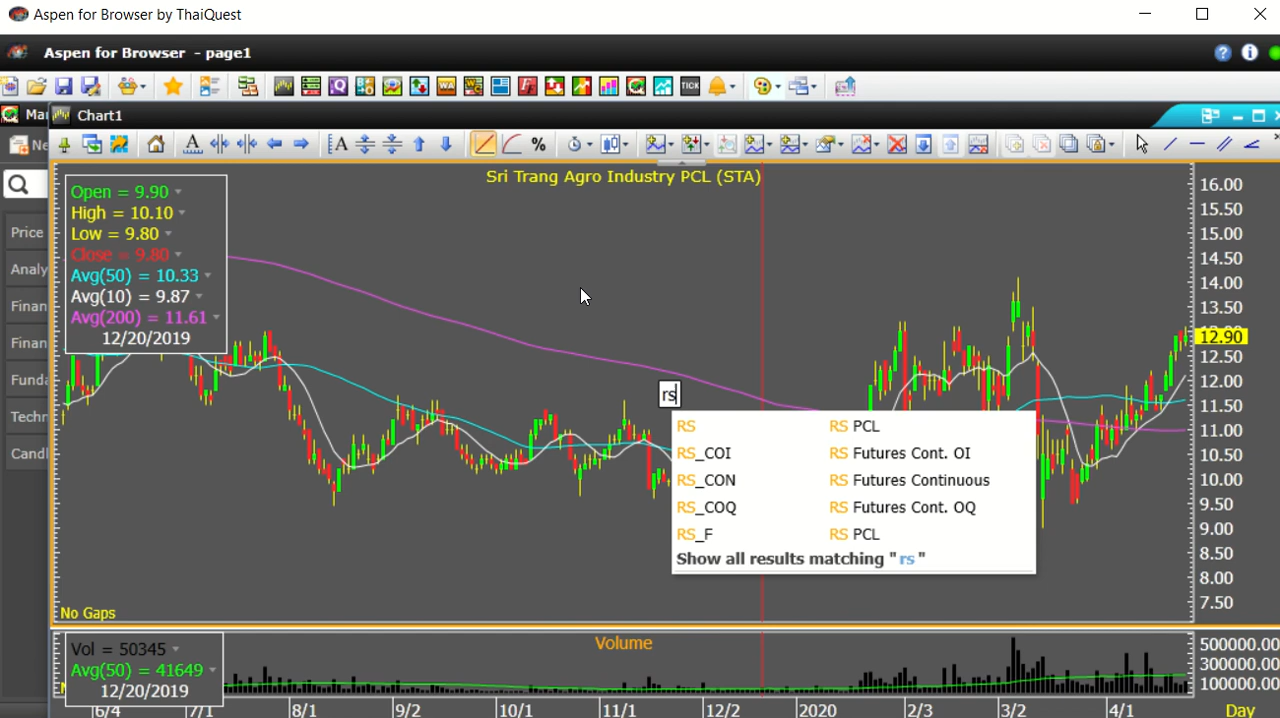 Aspen for Browser by ThaiQuest
Aspen for Browser - page1
Mar
Chart1
Ne
Price
Analy
Finan
Finan
Funda
Techr
Candl
Sri Trang Agro Industry PCL (STA)
Open = 9.90
High = 10.10
Low = 9.80
Close = 9.80
Avg(50) = 10.33
Avg(10) = 9.87
Avg(200) = 11.61
12/20/2019
rs
RS RS PCL
RS_COI RS Futures Cont. OI
RS_CON RS Futures Continuous
RS_COQ RS Futures Cont. OQ
RS_F RS PCL
Show all results matching "rs"
16.00
15.50
15.00
14.50
14.00
13.50
12.90
12.50
12.00
11.50
11.00
10.50
10.00
9.50
9.00
8.50
8.00
7.50
No Gaps
Volume
Vol = 50345
Avg(50) = 41649
12/20/2019
500000.00
300000.00
100000.00
6/4 7/1 8/1 9/2 10/1 11/1 12/2 2020 2/3 3/2 4/1 Day